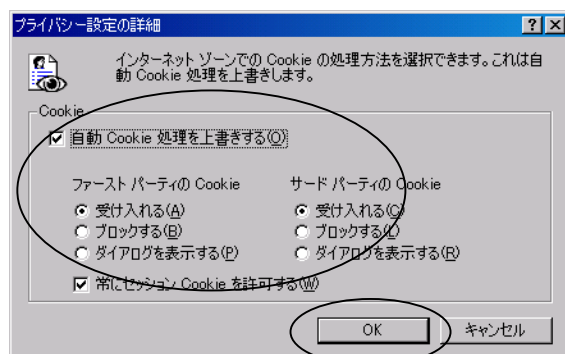 プライバシー設定の詳細
インターネット ゾーンでの Cookie の処理方法を選択できます。これは自
動 Cookie 処理を上書きします。
Cookie
自動 Cookie 処理を上書きする(O)
ファースト パーティの Cookie サード パーティの Cookie
受け入れる(A) 受け入れる(C)
ブロックする(B) ブロックする(L)
ダイアログを表示する(P) ダイアログを表示する(R)
常にセッション Cookie を許可する(W)
OK キャンセル